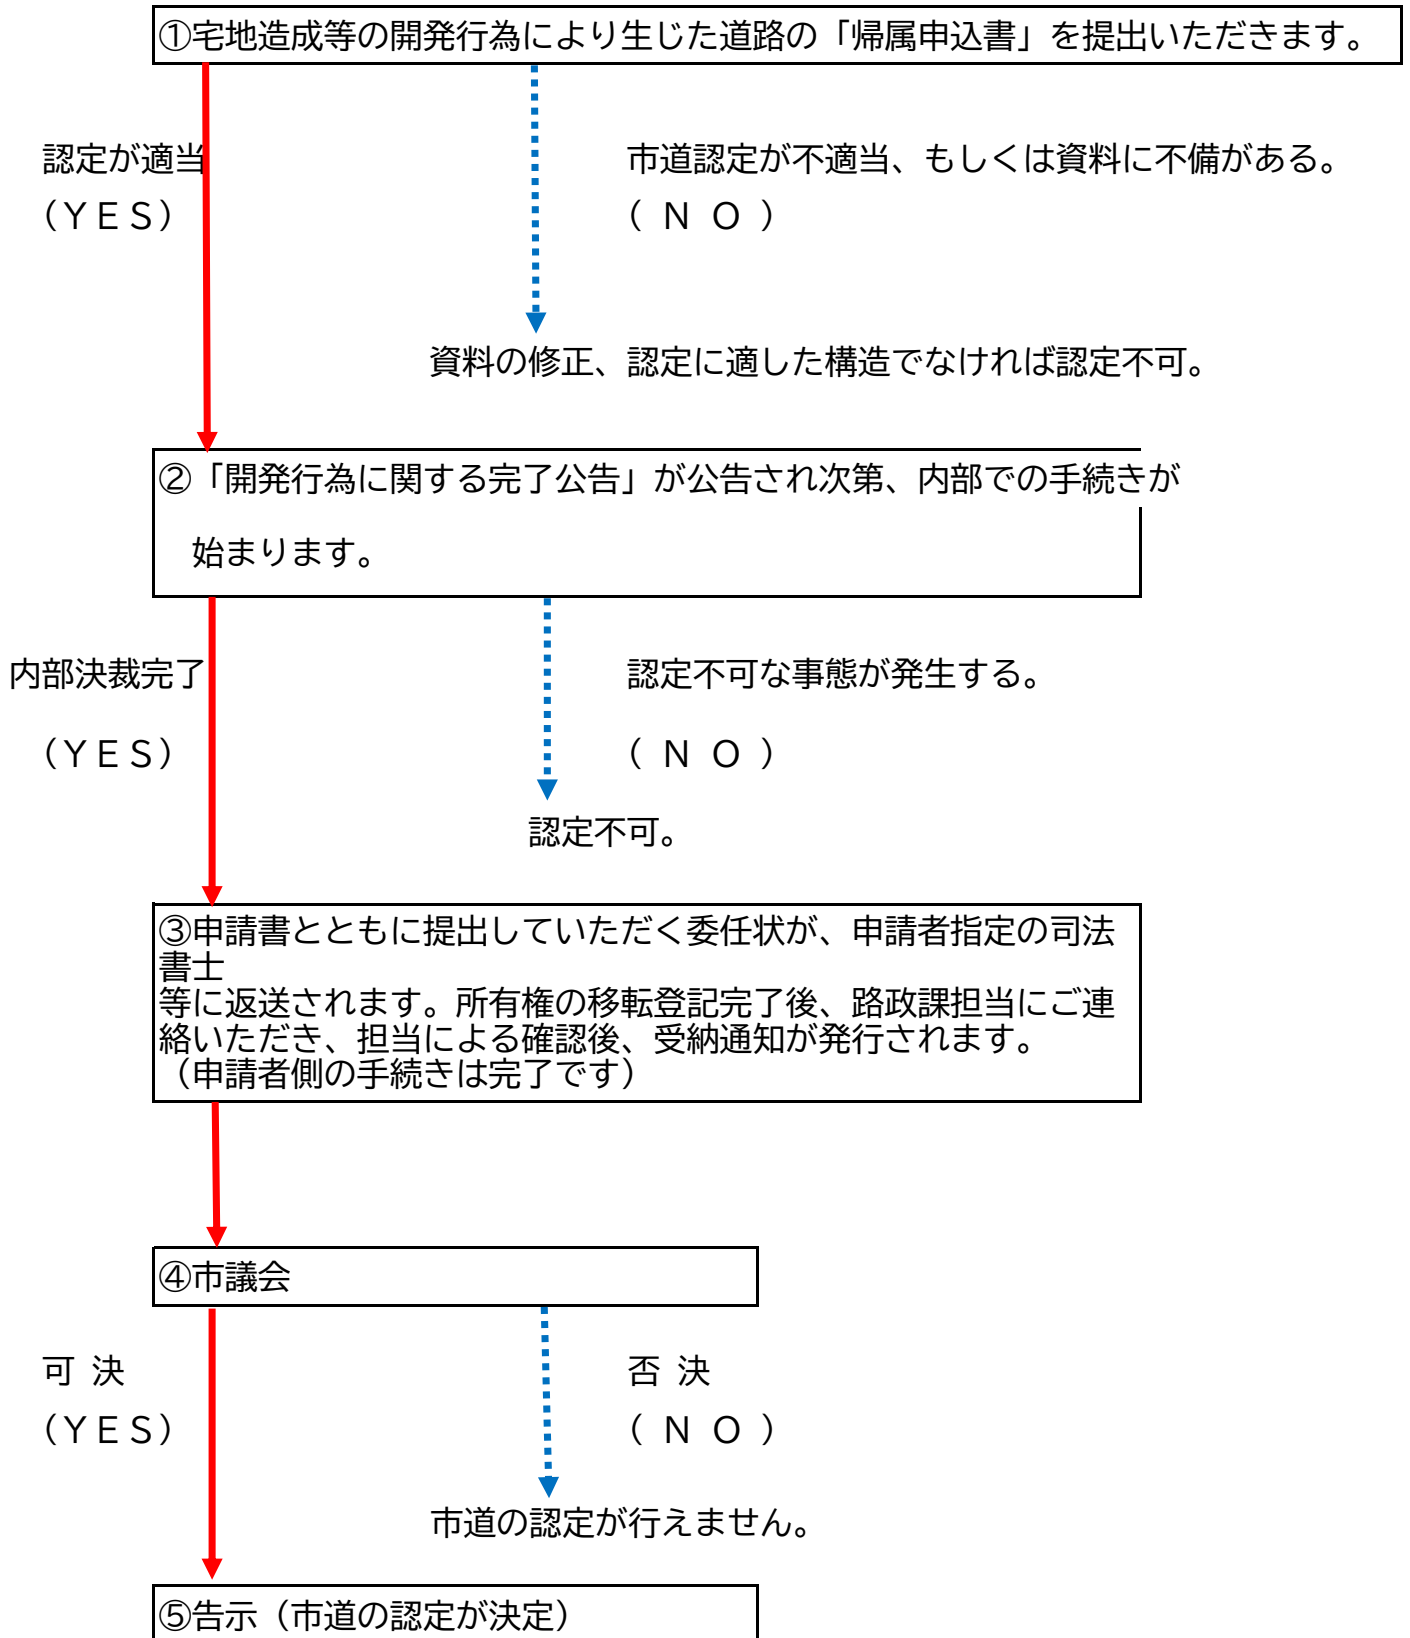 ①宅地造成等の開発行為により生じた道路の「帰属申込書」を提出いただきます。
認定が適当
市道認定が不適当、もしくは資料に不備がある。
（ＹＥＳ）
（ Ｎ Ｏ ）
資料の修正、認定に適した構造でなければ認定不可。
②「開発行為に関する完了公告」が公告され次第、内部での手続きが
始まります。
内部決裁完了
認定不可な事態が発生する。
（ＹＥＳ）
（ Ｎ Ｏ ）
認定不可。
③申請書とともに提出していただく委任状が、申請者指定の司法
書士
等に返送されます。所有権の移転登記完了後、路政課担当にご連
絡いただき、担当による確認後、受納通知が発行されます。
（申請者側の手続きは完了です）
④市議会
可 決
否 決
（ＹＥＳ）
（ Ｎ Ｏ ）
市道の認定が行えません。
⑤告示（市道の認定が決定）